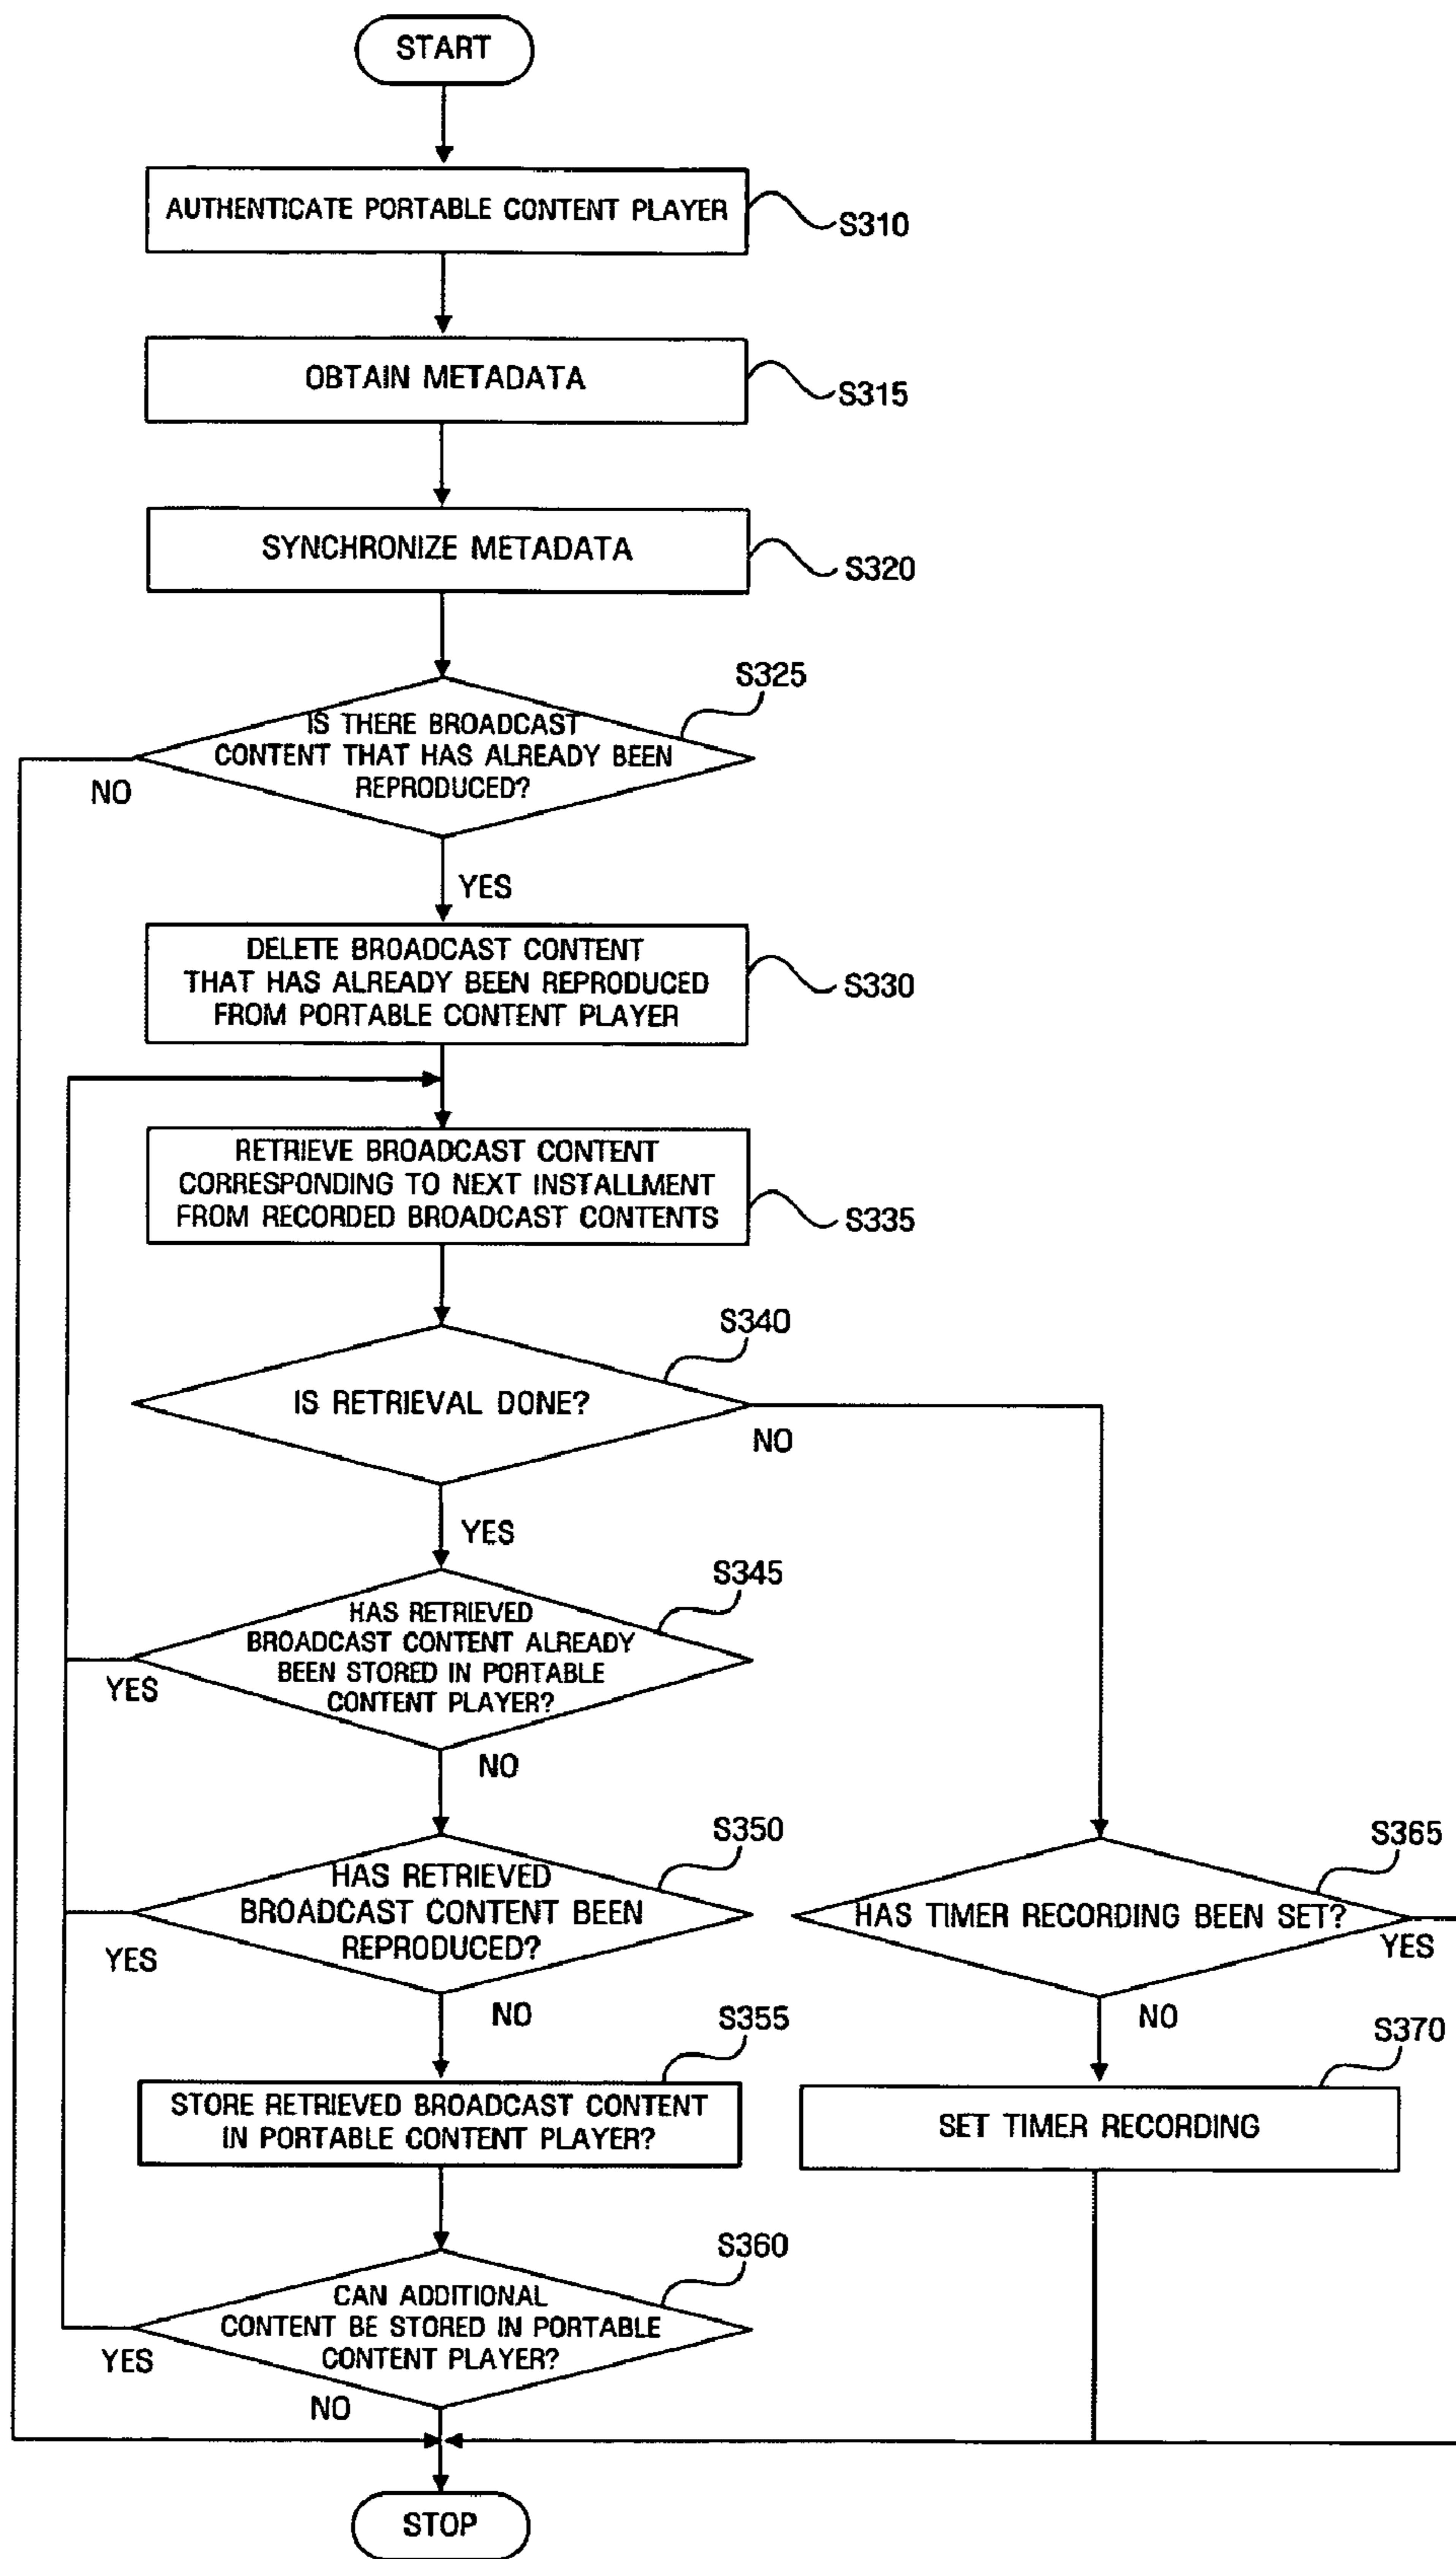 START
AUTHENTICATE PORTABLE CONTENT PLAYER
S310
OBTAIN METADATA
S315
SYNCHRONIZE METADATA
S320
S325
IS THERE BROADCAST
CONTENT THAT HAS ALREADY BEEN
REPRODUCED?
NO
YES
DELETE BROADCAST CONTENT
THAT HAS ALREADY BEEN REPRODUCED
FROM PORTABLE CONTENT PLAYER
S330
RETRIEVE BROADCAST CONTENT
CORRESPONDING TO NEXT INSTALLMENT
FROM RECORDED BROADCAST CONTENTS
S335
S340
IS RETRIEVAL DONE?
NO
YES
S345
HAS RETRIEVED
BROADCAST CONTENT ALREADY
BEEN STORED IN PORTABLE
CONTENT PLAYER?
YES
NO
S350
HAS RETRIEVED
BROADCAST CONTENT BEEN
REPRODUCED?
YES
NO
S365
HAS TIMER RECORDING BEEN SET?
YES
NO
S355
STORE RETRIEVED BROADCAST CONTENT
IN PORTABLE CONTENT PLAYER?
S370
SET TIMER RECORDING
S360
CAN ADDITIONAL
CONTENT BE STORED IN PORTABLE
CONTENT PLAYER?
YES
NO
STOP